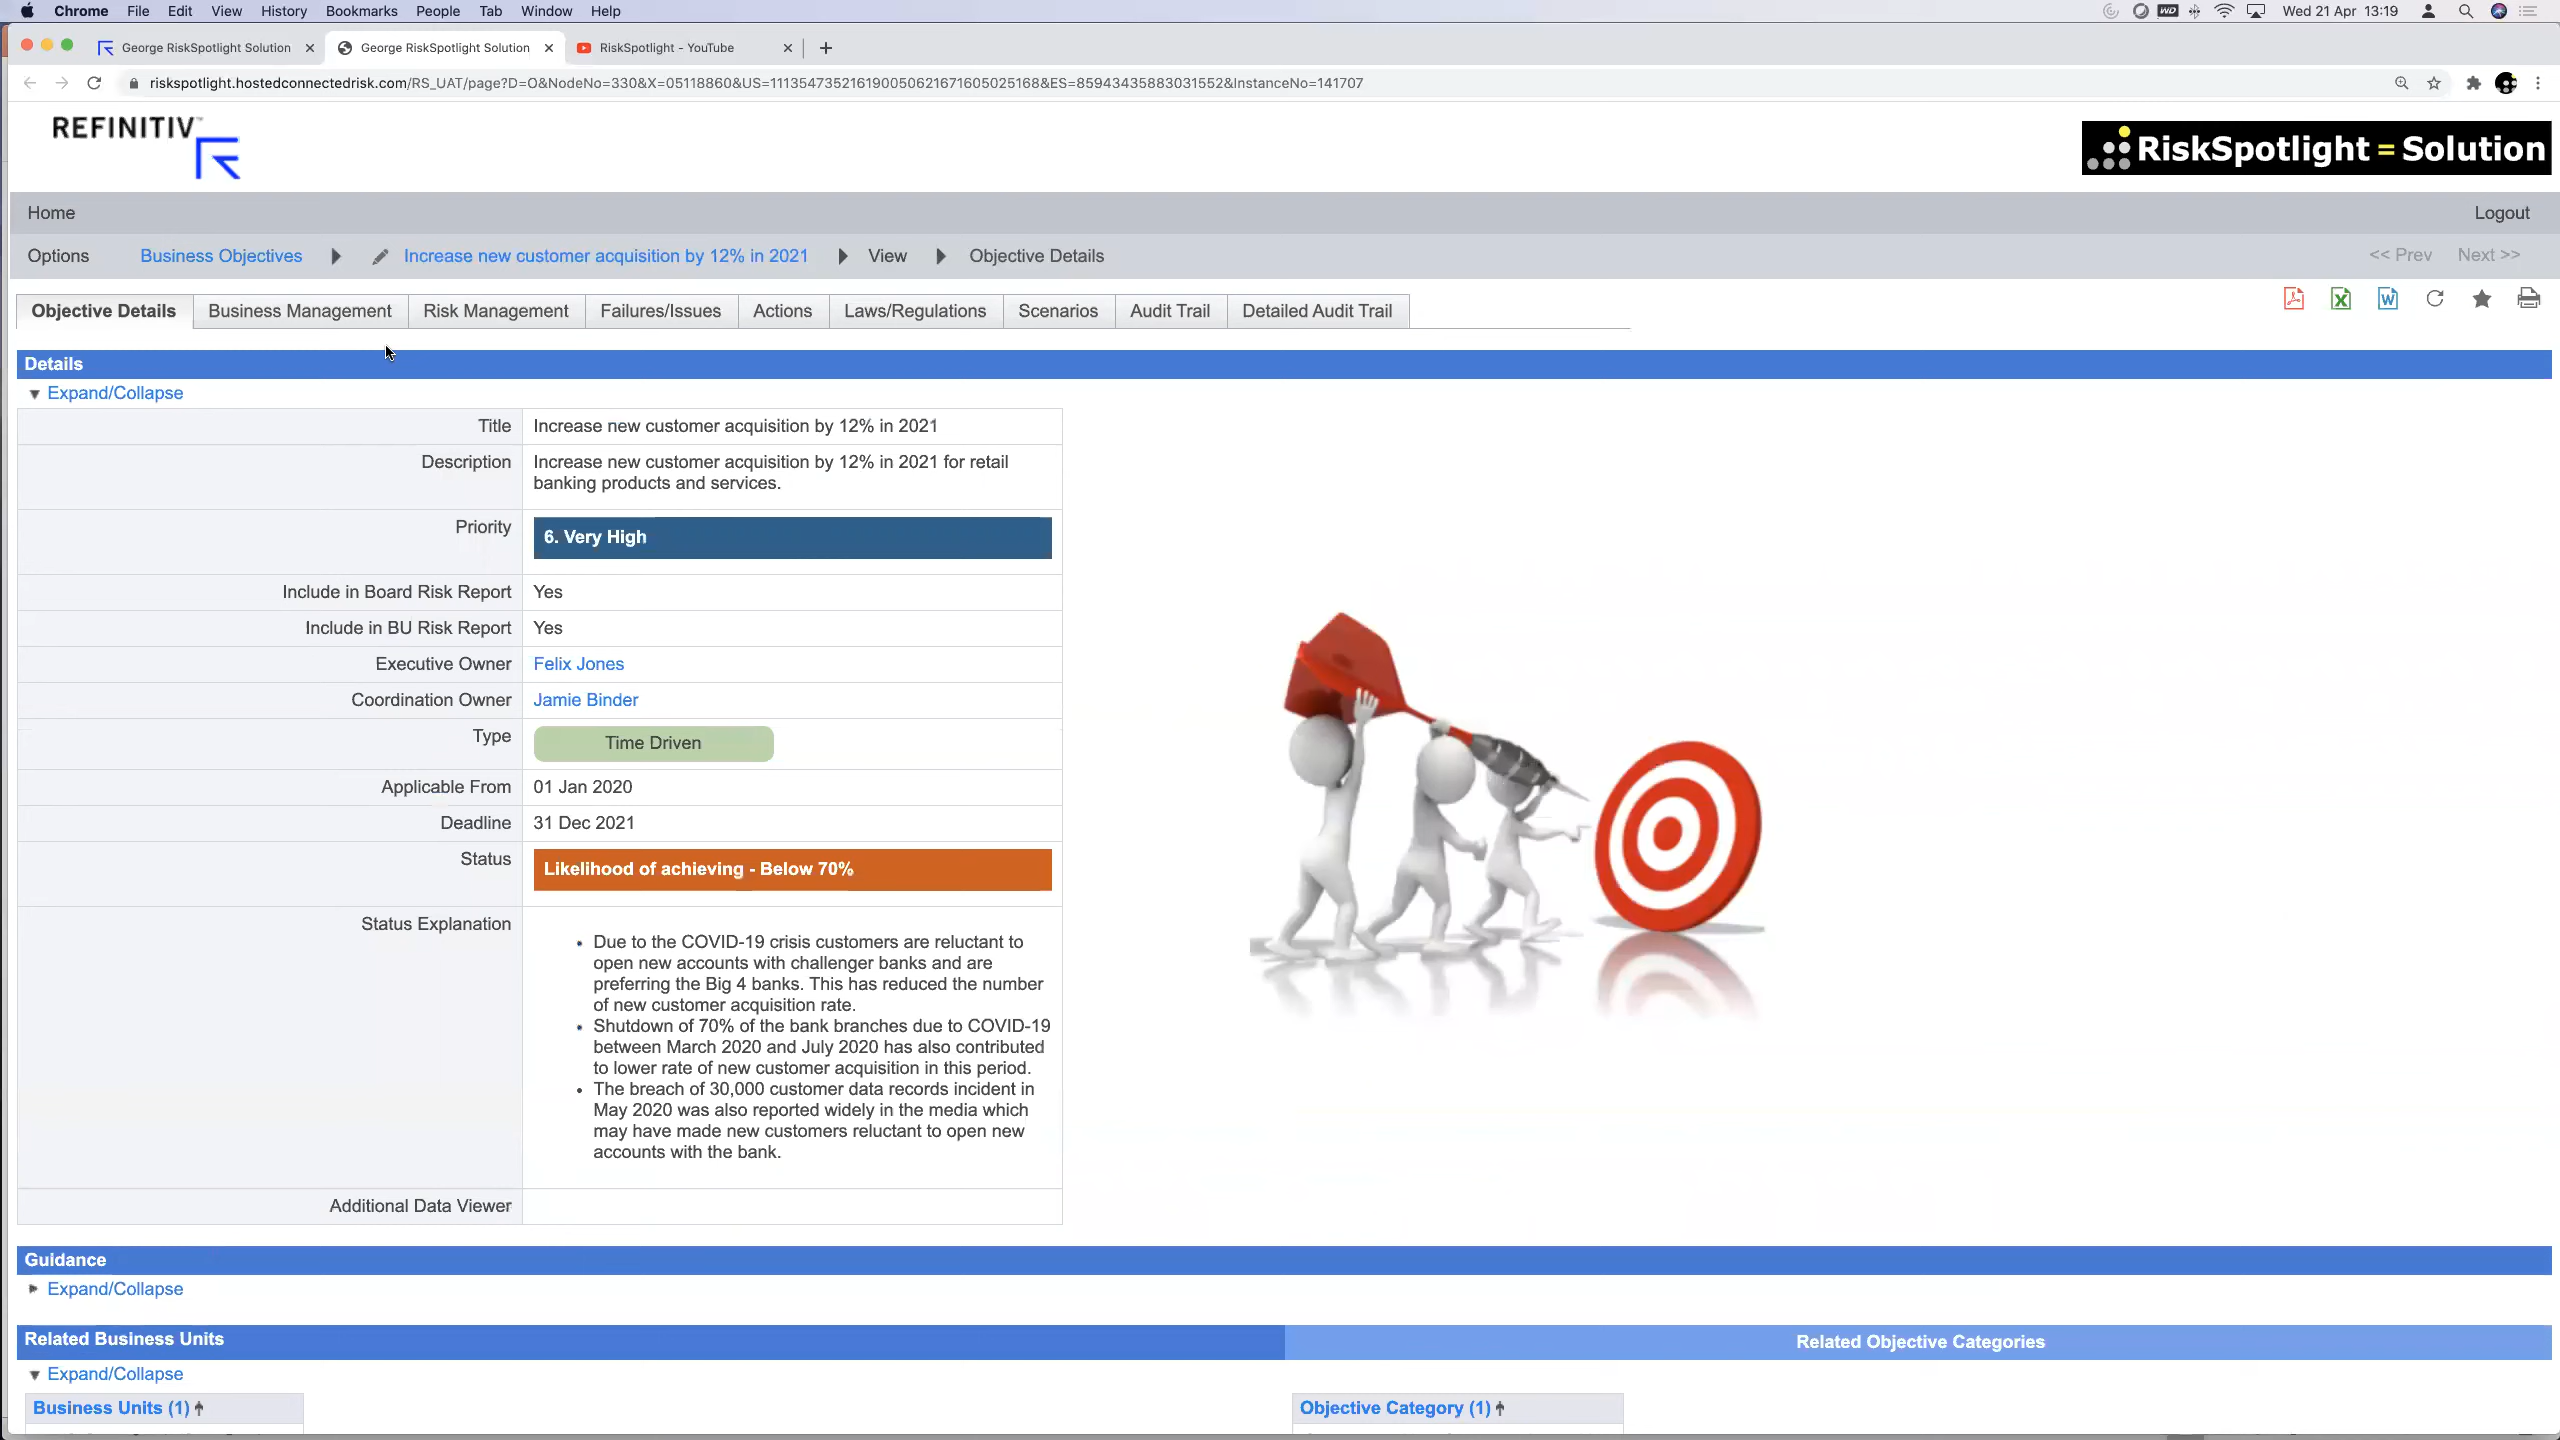 Chrome File Edit View History Bookmarks People Tab Window Help
WD
Wed 21 Apr 13:19
George RiskSpotlight Solution
George RiskSpotlight Solution
RiskSpotlight - YouTube
riskspotlight.hostedconnectedrisk.com/RS_UAT/page?D=O&NodeNo=330&X=05118860&US=11135473521619005062167160502516​8&ES=85943435883031552&InstanceNo=141707
REFINITIV™
RiskSpotlight = Solution
Home
Logout
Options Business Objectives Increase new customer acquisition by 12% in 2021 View Objective Details
<< Prev Next >>
Objective Details Business Management Risk Management Failures/Issues Actions Laws/Regulations Scenarios Audit Trail Detailed Audit Trail
Details
Expand/Collapse
Title Increase new customer acquisition by 12% in 2021
Description Increase new customer acquisition by 12% in 2021 for retail
banking products and services.
Priority 6. Very High
Include in Board Risk Report Yes
Include in BU Risk Report Yes
Executive Owner Felix Jones
Coordination Owner Jamie Binder
Type Time Driven
Applicable From 01 Jan 2020
Deadline 31 Dec 2021
Status Likelihood of achieving - Below 70%
Status Explanation
• Due to the COVID-19 crisis customers are reluctant to
open new accounts with challenger banks and are
preferring the Big 4 banks. This has reduced the number
of new customer acquisition rate.
• Shutdown of 70% of the bank branches due to COVID-19
between March 2020 and July 2020 has also contributed
to lower rate of new customer acquisition in this period.
• The breach of 30,000 customer data records incident in
May 2020 was also reported widely in the media which
may have made new customers reluctant to open new
accounts with the bank.
Additional Data Viewer
Guidance
Expand/Collapse
Related Business Units
Related Objective Categories
Expand/Collapse
Business Units (1)
Objective Category (1)